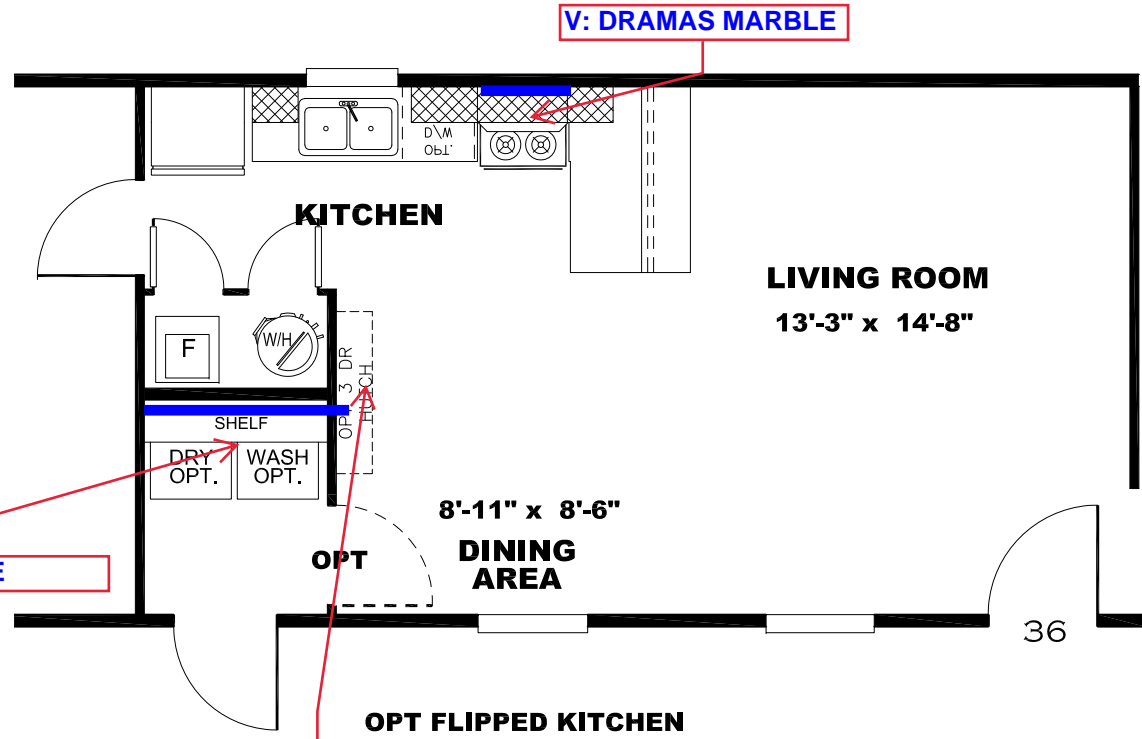 V: DRAMAS MARBLE
D/W
OPT.
KITCHEN
LIVING ROOM
13'-3" x 14'-8"
F
W/H
3 DR
HUTCH
SHELF
DRY
OPT.
WASH
OPT.
8'-11" x 8'-6"
OPT
DINING
AREA
E
36
OPT FLIPPED KITCHEN